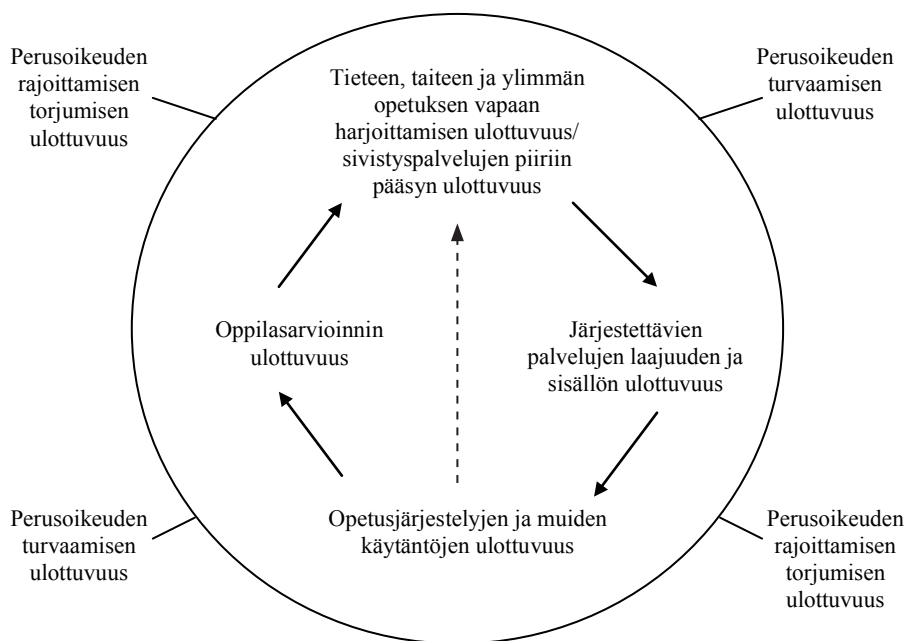 Perusoikeuden
rajoittamisen
torjumisen
ulottuvuus
Tieteen, taiteen ja ylimmän
opetuksen vapaan
harjoittamisen ulottuvuus/
sivistyspalvelujen piiriin
pääsyn ulottuvuus
Perusoikeuden
turvaamisen
ulottuvuus
Oppilasarvioinnin
ulottuvuus
Järjestettävien
palvelujen laajuuden ja
sisällön ulottuvuus
Perusoikeuden
turvaamisen
ulottuvuus
Opetusjärjestelyjen ja muiden
käytäntöjen ulottuvuus
Perusoikeuden
rajoittamisen
torjumisen
ulottuvuus